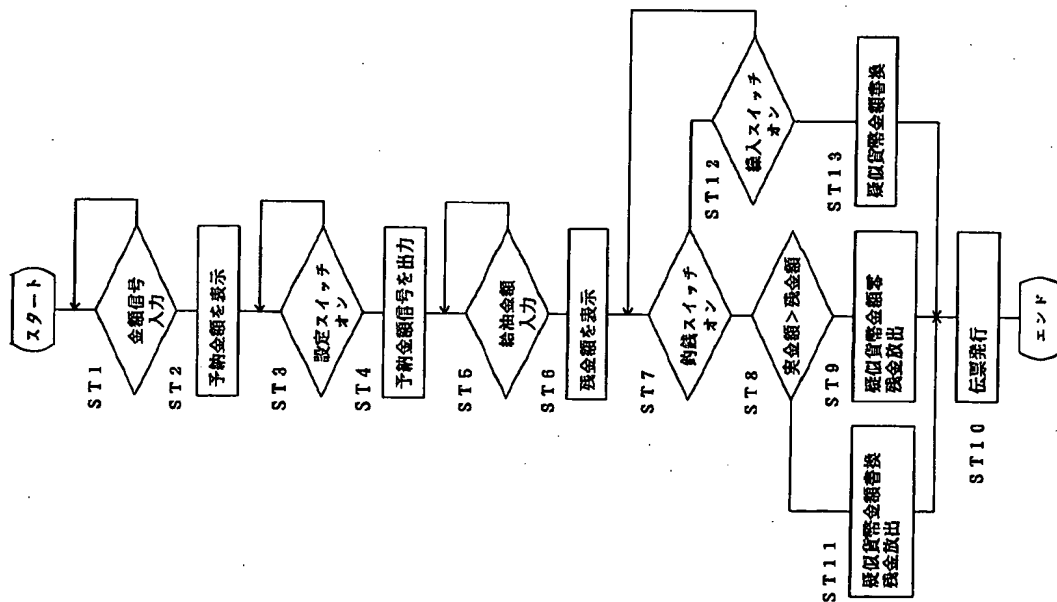 スタート
ST1
金額信号
入力
ST2
予納金額を表示
ST3
設定スイッチ
オン
ST4
予納金額信号を出力
ST5
給油金額
入力
ST6
残金額を表示
ST7
釣銭スイッチ
オン
ST12
繰入スイッチ
オン
ST8
実金額>残金額
ST13
疑似貨幣金額書換
ST9
疑似貨幣金額零
残金放出
ST11
疑似貨幣金額書換
残金放出
ST10
伝票発行
エンド